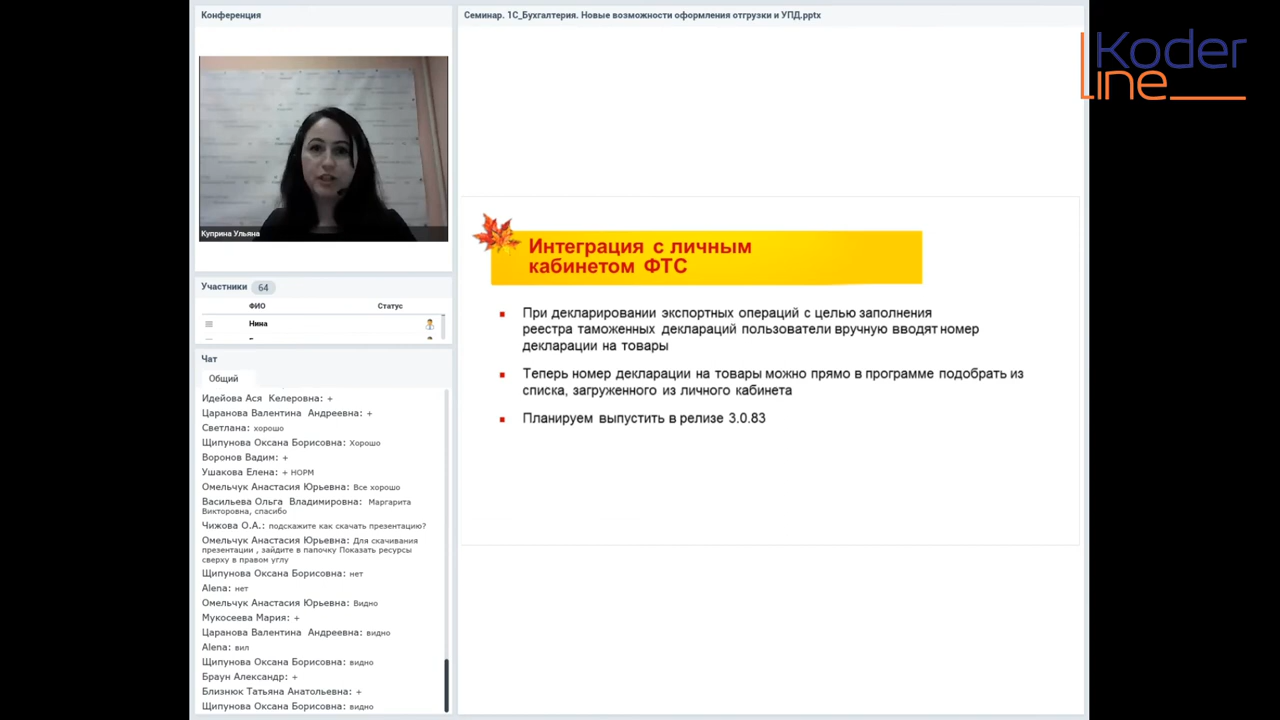 Конференция
Семинар. 1С_Бухгалтерия. Новые возможности оформления отгрузки и УПД.pptx
Koder
line
Куприна Ульяна
Участники 64
ФИО Статус
Нина
Чат
Общий
Идейова Ася Келеровна: +
Царанова Валентина Андреевна: +
Светлана: хорошо
Щипунова Оксана Борисовна: Хорошо
Воронов Вадим: +
Ушакова Елена: + НОРМ
Омельчук Анастасия Юрьевна: Все хорошо
Васильева Ольга Владимировна: Маргарита
Викторовна, спасибо
Чижова О.А.: подскажите как скачать презентацию?
Омельчук Анастасия Юрьевна: Для скачивания
презентации , зайдите в папочку Показать ресурсы
сверху в правом углу
Щипунова Оксана Борисовна: нет
Alena: нет
Омельчук Анастасия Юрьевна: Видно
Мукосеева Мария: +
Царанова Валентина Андреевна: видно
Alena: вил
Щипунова Оксана Борисовна: видно
Браун Александр: +
Близнюк Татьяна Анатольевна: +
Щипунова Оксана Борисовна: видно
Интеграция с личным
кабинетом ФТС
При декларировании экспортных операций с целью заполнения
реестра таможенных деклараций пользователи вручную вводят номер
декларации на товары
Теперь номер декларации на товары можно прямо в программе подобрать из
списка, загруженного из личного кабинета
Планируем выпустить в релизе 3.0.83